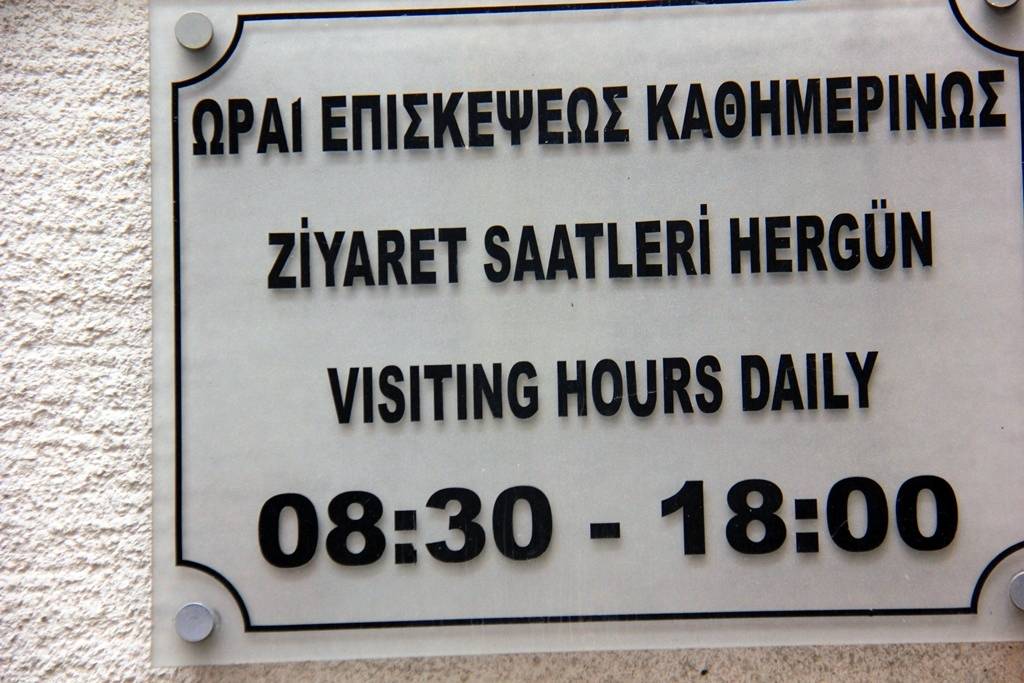 ΩΡΑΙ ΕΠΙΣΚΕΨΕΩΣ ΚΑΘΗΜΕΡΙΝΩΣ
ZİYARET SAATLERİ HERGÜN
VISITING HOURS DAILY
08:30 - 18:00